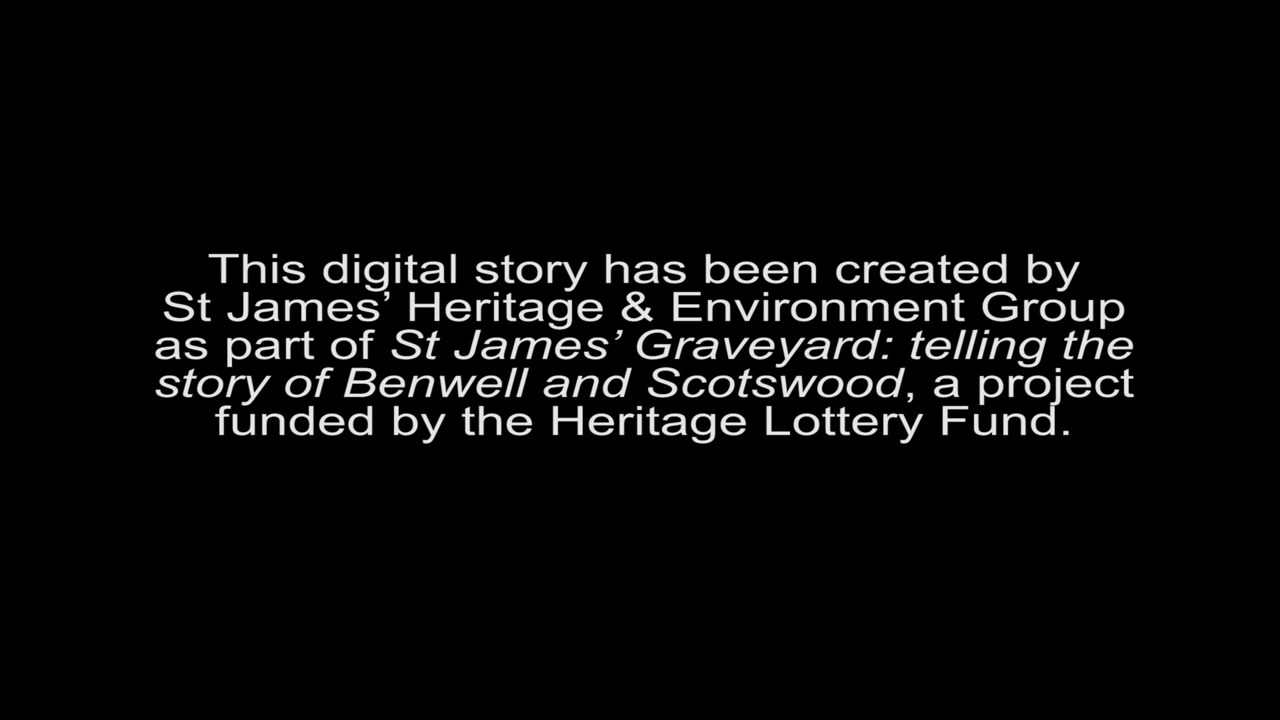 This digital story has been created by
St James’ Heritage & Environment Group
as part of St James’ Graveyard: telling the
story of Benwell and Scotswood, a project
funded by the Heritage Lottery Fund.